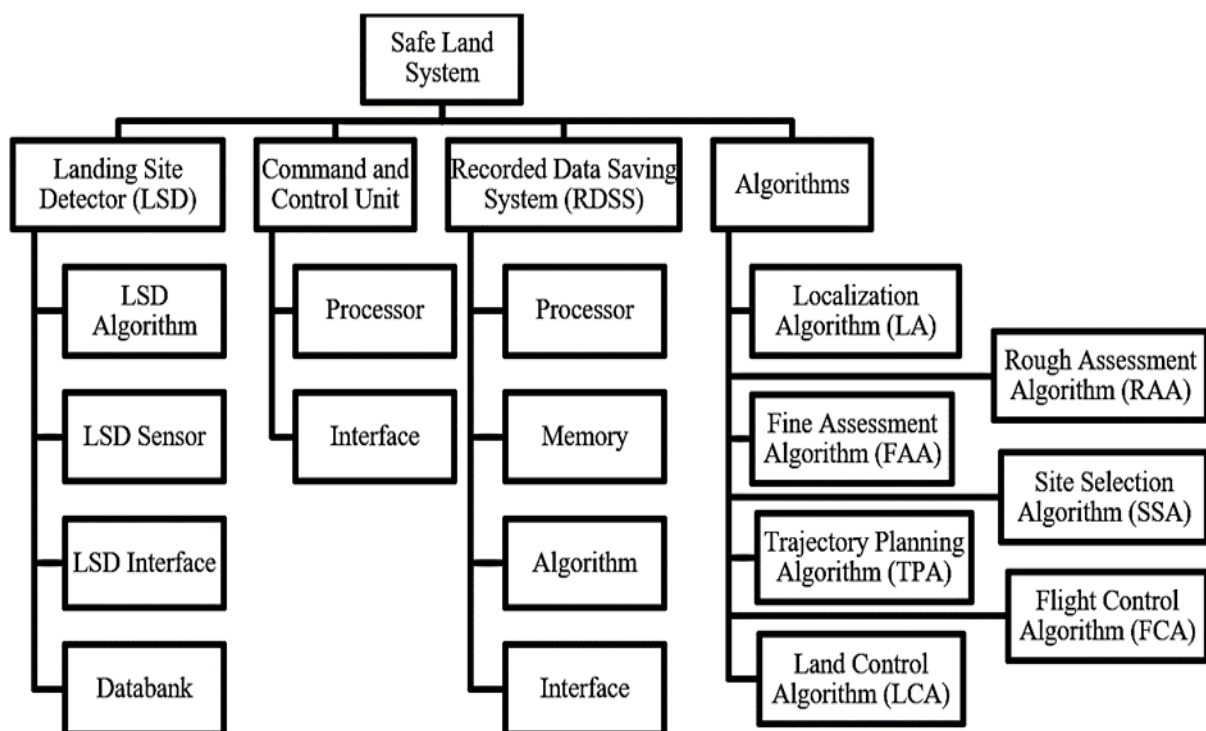 Safe Land
System
Landing Site
Detector (LSD)
Command and
Control Unit
Recorded Data Saving
System (RDSS)
Algorithms
LSD
Algorithm
LSD Sensor
LSD Interface
Databank
Processor
Interface
Processor
Memory
Algorithm
Interface
Localization
Algorithm (LA)
Rough Assessment
Algorithm (RAA)
Fine Assessment
Algorithm (FAA)
Site Selection
Algorithm (SSA)
Trajectory Planning
Algorithm (TPA)
Flight Control
Algorithm (FCA)
Land Control
Algorithm (LCA)